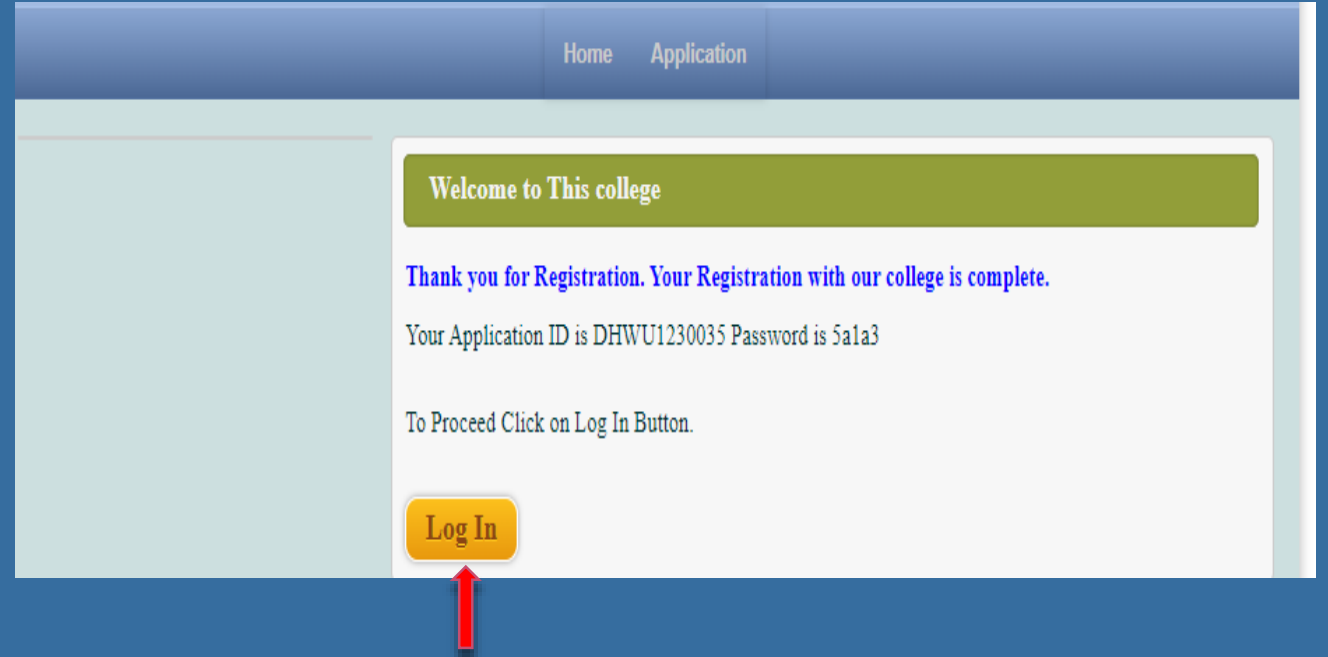 Home Application
Welcome to This college
Thank you for Registration. Your Registration with our college is complete.
Your Application ID is DHWU1230035 Password is 5a1a3
To Proceed Click on Log In Button.
Log In